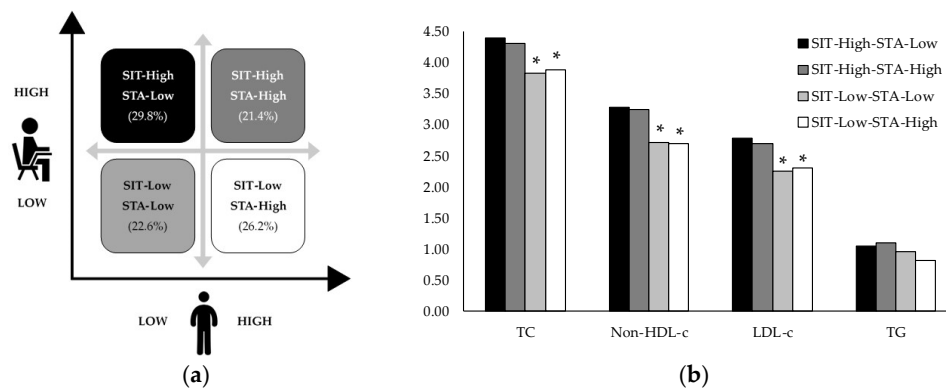 (a)
HIGH
LOW
SIT-High
STA-Low
(29.8%)
SIT-High
STA-High
(21.4%)
SIT-Low
STA-Low
(22.6%)
SIT-Low
STA-High
(26.2%)
LOW
HIGH
(a)
(b)
4.50
4.00
3.50
3.00
2.50
2.00
1.50
1.00
0.50
0.00
* *
* *
* *
SIT-High-STA-Low
SIT-High-STA-High
SIT-Low-STA-Low
SIT-Low-STA-High
TC
Non-HDL-c
LDL-c
TG
(b)